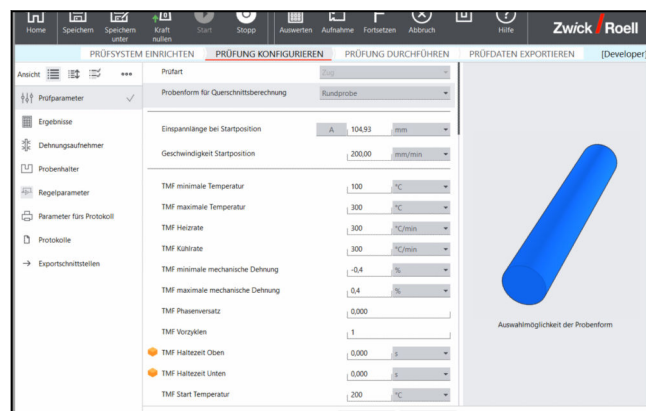 Home Speichern Speichern unter Kraft nullen Start Stopp Auswerten Aufnahme Fortsetzen Abbruch Hilfe Zwick Roell
PRÜFSYSTEM EINRICHTEN PRÜFUNG KONFIGURIEREN PRÜFUNG DURCHFÜHREN PRÜFDATEN EXPORTIEREN [Developer]
Ansicht
Prüfparameter
Ergebnisse
Dehnungsaufnehmer
Probenhalter
Regelparameter
Parameter fürs Protokoll
Protokolle
Exportschnittstellen
Prüfart Zug
Probenform für Querschnittsberechnung Rundprobe
Einspannlänge bei Startposition A 104,93 mm
Geschwindigkeit Startposition 200,00 mm/min
TMF minimale Temperatur 100 °C
TMF maximale Temperatur 300 °C
TMF Heizrate 300 °C/min
TMF Kühlrate 300 °C/min
TMF minimale mechanische Dehnung -0,4 %
TMF maximale mechanische Dehnung 0,4 %
TMF Phasenversatz 0,000
TMF Vorzyklen 1
TMF Haltezeit Oben 0,000 s
TMF Haltezeit Unten 0,000 s
TMF Start Temperatur 200 °C
Auswahlmöglichkeit der Probenform